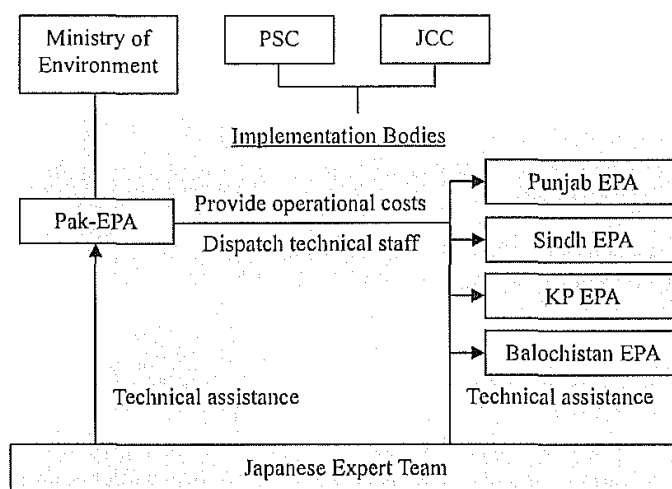 Ministry of
Environment
PSC
JCC
Implementation Bodies
Punjab EPA
Pak-EPA
Provide operational costs
Dispatch technical staff
Sindh EPA
KP EPA
Balochistan EPA
Technical assistance
Technical assistance
Japanese Expert Team